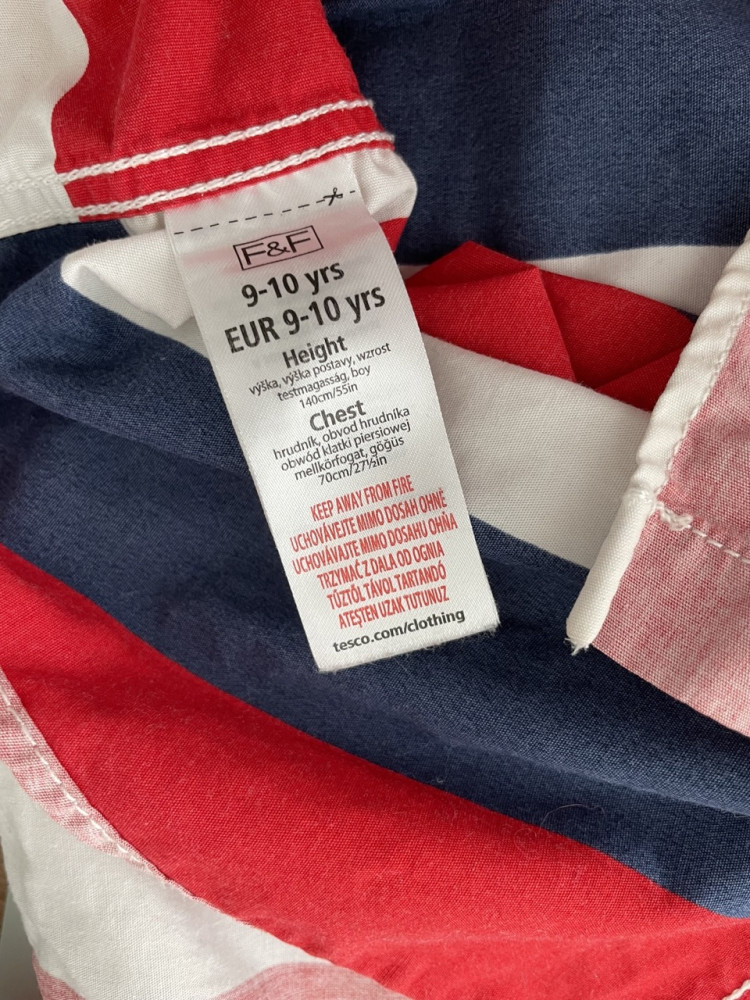 F&F
9-10 yrs
EUR 9-10 yrs
Height
výška, výška postavy, wzrost
testmagasság, boy
140cm/55in
Chest
hrudník, obvod hrudníka
obwód klatki piersiowej
mellkörfogat, göğüs
70cm/27½in
KEEP AWAY FROM FIRE
UCHOVÁVEJTE MIMO DOSAH OHNĚ
UCHOVÁVAJTE MIMO DOSAHU OHŇA
TRZYMAĆ Z DALA OD OGNIA
TŰZTŐL TÁVOL TARTANDÓ
ATEŞTEN UZAK TUTUNUZ
tesco.com/clothing